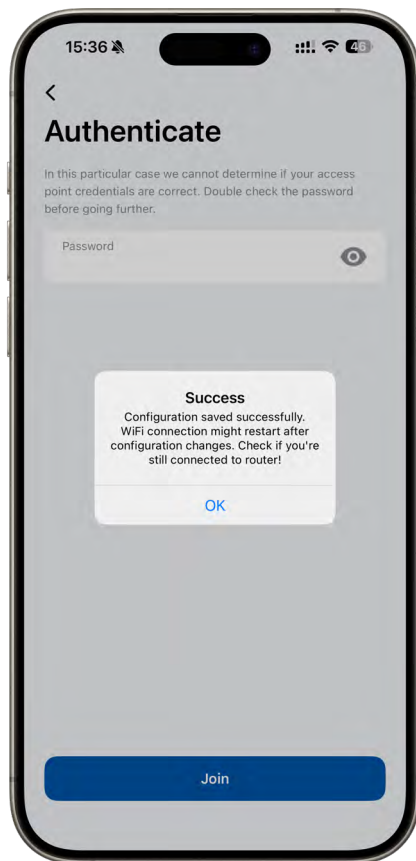 15:36
46
Authenticate
In this particular case we cannot determine if your access
point credentials are correct. Double check the password
before going further.
Password
Success
Configuration saved successfully.
WiFi connection might restart after
configuration changes. Check if you're
still connected to router!
OK
Join